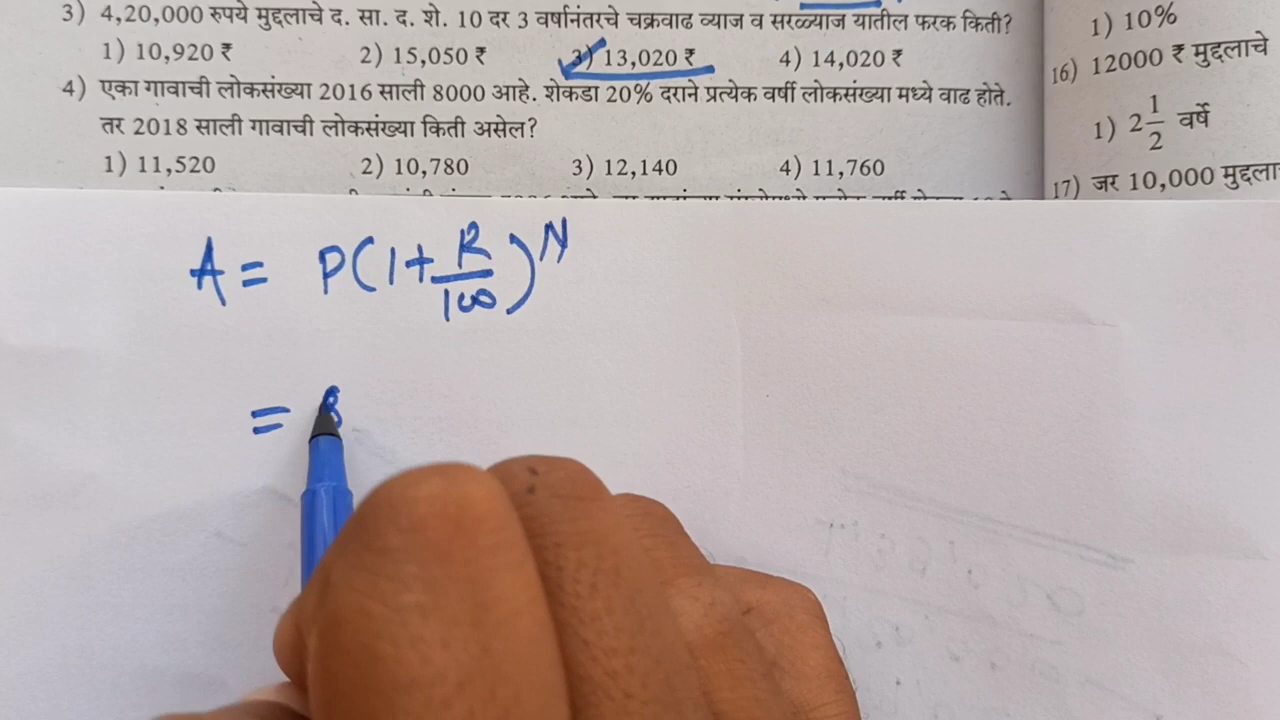 3) 4,20,000 रुपये मुद्दलाचे द. सा. द. शे. 10 दर 3 वर्षानंतरचे चक्रवाढ व्याज व सरळव्याज यातील फरक किती?
1) 10,920 ₹ 2) 15,050 ₹ 3) 13,020 ₹ 4) 14,020 ₹
4) एका गावाची लोकसंख्या 2016 साली 8000 आहे. शेकडा 20% दराने प्रत्येक वर्षी लोकसंख्या मध्ये वाढ होते.
तर 2018 साली गावाची लोकसंख्या किती असेल?
1) 11,520 2) 10,780 3) 12,140 4) 11,760
1) 10%
16) 12000 ₹ मुद्दलाचे
1) 2 1/2 वर्षे
17) जर 10,000 मुद्दला
A = P(1+R/100)^N
= 8